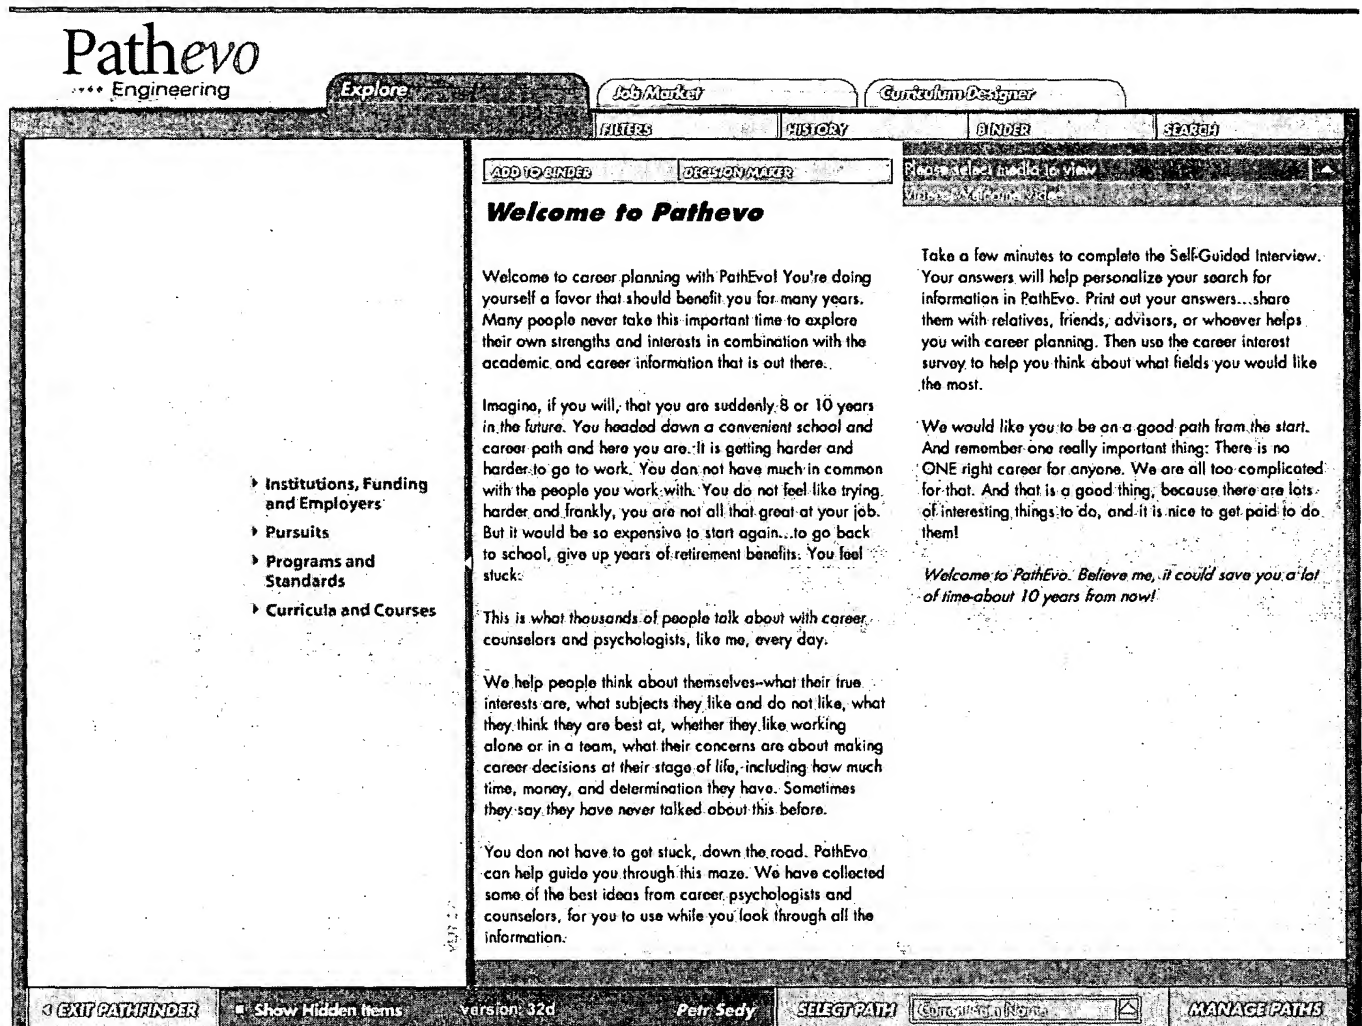 Pathevo
Engineering
Explore
Job Market
Curriculum Designer
FILTERS
HISTORY
BINDER
SEARCH
ADD TO BINDER
DECISION MAKER
Please select media to view
Welcome to Pathevo
Welcome to career planning with PathEvo! You're doing
yourself a favor that should benefit you for many years.
Many people never take this important time to explore
their own strengths and interests in combination with the
academic and career information that is out there.
Imagine, if you will, that you are suddenly 8 or 10 years
in the future. You headed down a convenient school and
career path and here you are. It is getting harder and
harder to go to work. You don not have much in common
with the people you work with. You do not feel like trying
harder and frankly, you are not all that great at your job.
But it would be so expensive to start again...to go back
to school, give up years of retirement benefits. You feel
stuck.
This is what thousands of people talk about with career
counselors and psychologists, like me, every day.
We help people think about themselves--what their true
interests are, what subjects they like and do not like, what
they think they are best at, whether they like working
alone or in a team, what their concerns are about making
career decisions at their stage of life, including how much
time, money, and determination they have. Sometimes
they say they have never talked about this before.
You don not have to get stuck, down the road. PathEvo
can help guide you through this maze. We have collected
some of the best ideas from career psychologists and
counselors, for you to use while you look through all the
information.
Take a few minutes to complete the Self-Guided Interview.
Your answers will help personalize your search for
information in PathEvo. Print out your answers...share
them with relatives, friends, advisors, or whoever helps
you with career planning. Then use the career interest
survey to help you think about what fields you would like
the most.
We would like you to be on a good path from the start.
And remember one really important thing: There is no
ONE right career for anyone. We are all too complicated
for that. And that is a good thing, because there are lots
of interesting things to do, and it is nice to get paid to do
them!
Welcome to PathEvo. Believe me, it could save you a lot
of time-about 10 years from now!
Institutions, Funding
and Employers
Pursuits
Programs and
Standards
Curricula and Courses
EXIT PATHFINDER
Show Hidden Items
version: 32d
Petr Sedy
SELECT PATH
MANAGE PATHS